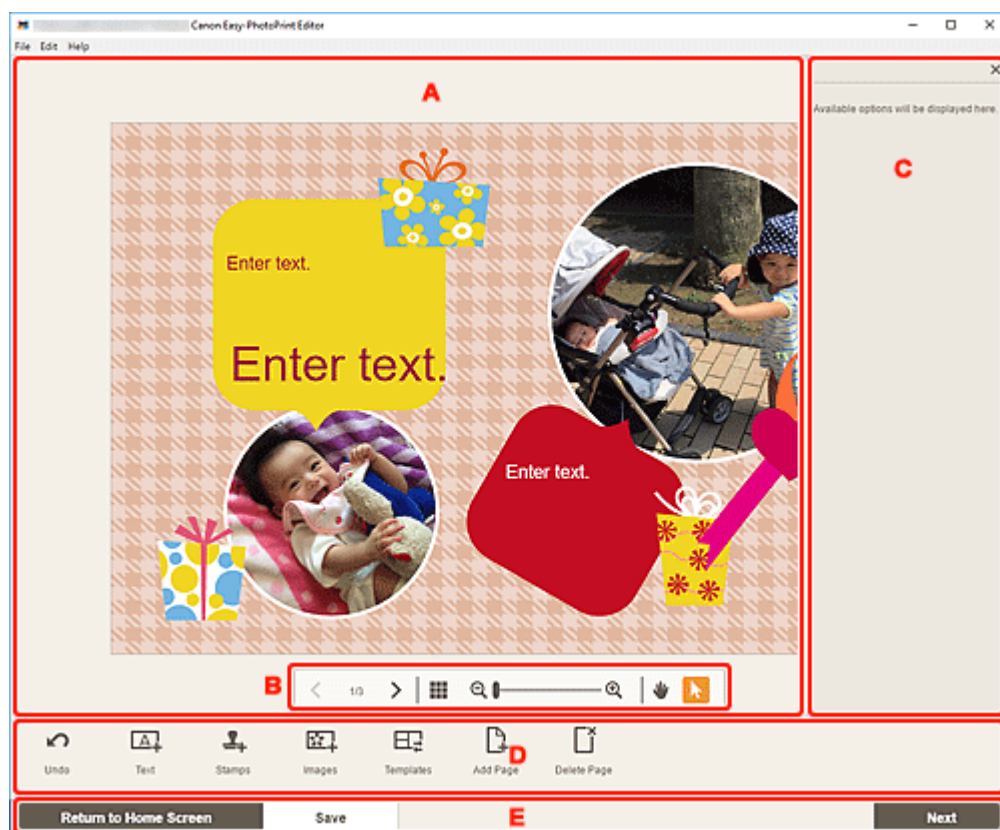 Canon Easy-PhotoPrint Editor
File Edit Help
A
Available options will be displayed here.
C
Enter text.
Enter text.
Enter text.
B
1/3
Undo
Text
Stamps
Images
Templates
Add Page
D
Delete Page
Return to Home Screen
Save
E
Next